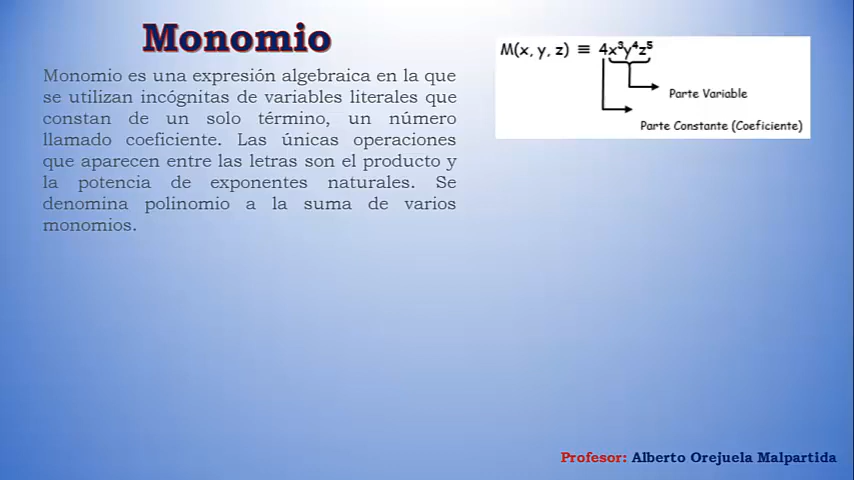 Monomio
Monomio es una expresión algebraica en la que
se utilizan incógnitas de variables literales que
constan de un solo término, un número
llamado coeficiente. Las únicas operaciones
que aparecen entre las letras son el producto y
la potencia de exponentes naturales. Se
denomina polinomio a la suma de varios
monomios.
M(x, y, z) ≡ 4x³y⁴z⁵
Parte Variable
Parte Constante (Coeficiente)
Profesor: Alberto Orejuela Malpartida